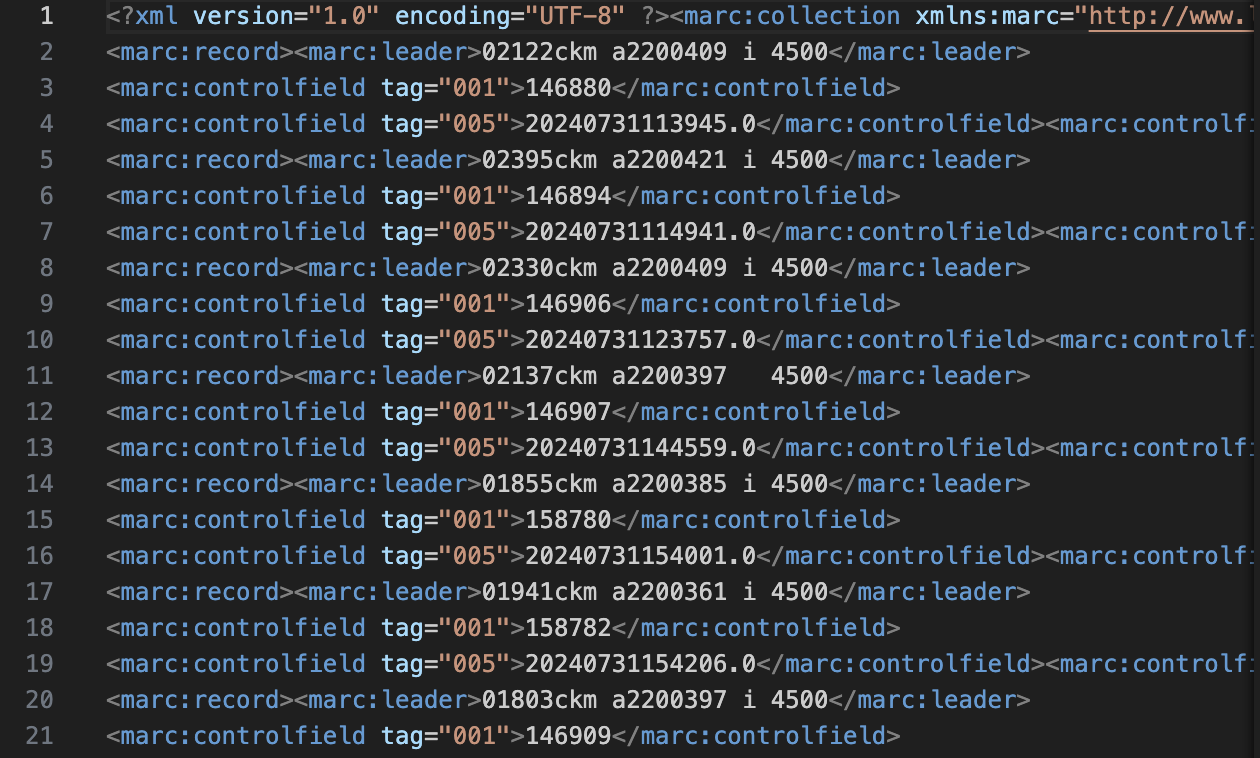 1 <?xml version="1.0" encoding="UTF-8" ?><marc:collection xmlns:marc="http://www.
2 <marc:record><marc:leader>02122ckm a2200409 i 4500</marc:leader>
3 <marc:controlfield tag="001">146880</marc:controlfield>
4 <marc:controlfield tag="005">20240731113945.0</marc:controlfield><marc:controlf
5 <marc:record><marc:leader>02395ckm a2200421 i 4500</marc:leader>
6 <marc:controlfield tag="001">146894</marc:controlfield>
7 <marc:controlfield tag="005">20240731114941.0</marc:controlfield><marc:controlf
8 <marc:record><marc:leader>02330ckm a2200409 i 4500</marc:leader>
9 <marc:controlfield tag="001">146906</marc:controlfield>
10 <marc:controlfield tag="005">20240731123757.0</marc:controlfield><marc:controlf
11 <marc:record><marc:leader>02137ckm a2200397   4500</marc:leader>
12 <marc:controlfield tag="001">146907</marc:controlfield>
13 <marc:controlfield tag="005">20240731144559.0</marc:controlfield><marc:controlf
14 <marc:record><marc:leader>01855ckm a2200385 i 4500</marc:leader>
15 <marc:controlfield tag="001">158780</marc:controlfield>
16 <marc:controlfield tag="005">20240731154001.0</marc:controlfield><marc:controlf
17 <marc:record><marc:leader>01941ckm a2200361 i 4500</marc:leader>
18 <marc:controlfield tag="001">158782</marc:controlfield>
19 <marc:controlfield tag="005">20240731154206.0</marc:controlfield><marc:controlf
20 <marc:record><marc:leader>01803ckm a2200397 i 4500</marc:leader>
21 <marc:controlfield tag="001">146909</marc:controlfield>